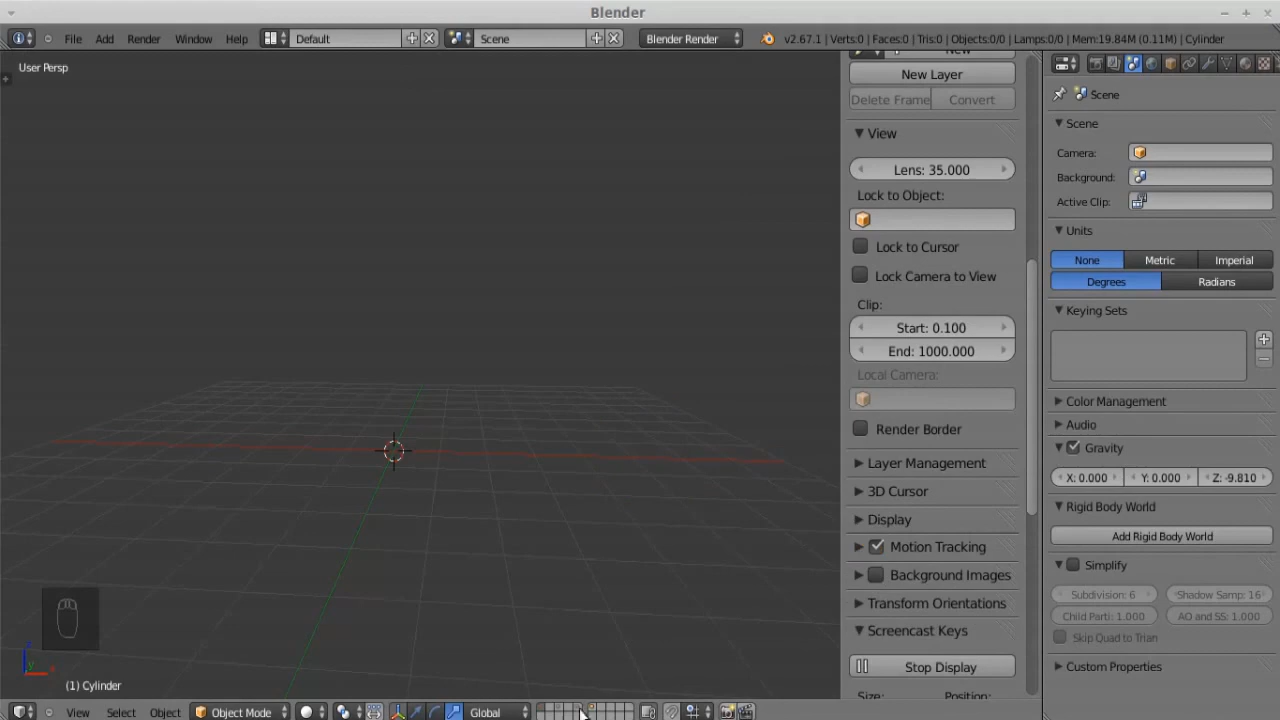 Blender
File Add Render Window Help Default Scene Blender Render v2.67.1 | Verts:0 | Faces:0 | Tris:0 | Objects:0/0 | Lamps:0/0 | Mem:19.84M (0.11M) | Cylinder
User Persp
New
New Layer
Delete Frame Convert
View
Lens: 35.000
Lock to Object:
Lock to Cursor
Lock Camera to View
Clip:
Start: 0.100
End: 1000.000
Local Camera:
Render Border
Layer Management
3D Cursor
Display
Motion Tracking
Background Images
Transform Orientations
Screencast Keys
Stop Display
Size: Position:
Scene
Scene
Camera:
Background:
Active Clip:
Units
None Metric Imperial
Degrees Radians
Keying Sets
Color Management
Audio
Gravity
X: 0.000 Y: 0.000 Z: -9.810
Rigid Body World
Add Rigid Body World
Simplify
Subdivision: 6 Shadow Samp: 16
Child Parti: 1.000 AO and SS: 1.000
Skip Quad to Trian
Custom Properties
y
(1) Cylinder
View Select Object Object Mode Global